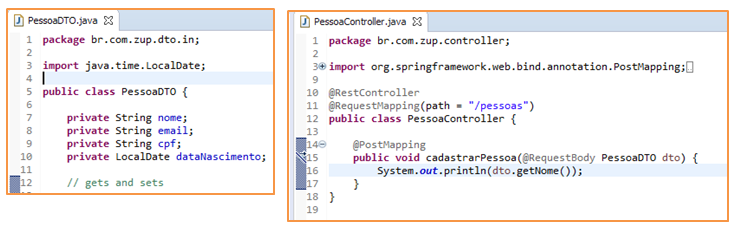 PessoaDTO.java
1 package br.com.zup.dto.in;
2
3 import java.time.LocalDate;
4
5 public class PessoaDTO {
6
7 private String nome;
8 private String email;
9 private String cpf;
10 private LocalDate dataNascimento;
11
12 // gets and sets
PessoaController.java
1 package br.com.zup.controller;
2
3 import org.springframework.web.bind.annotation.PostMapping;
9
10 @RestController
11 @RequestMapping(path = "/pessoas")
12 public class PessoaController {
13
14 @PostMapping
15 public void cadastrarPessoa(@RequestBody PessoaDTO dto) {
16 System.out.println(dto.getNome());
17 }
18 }
19